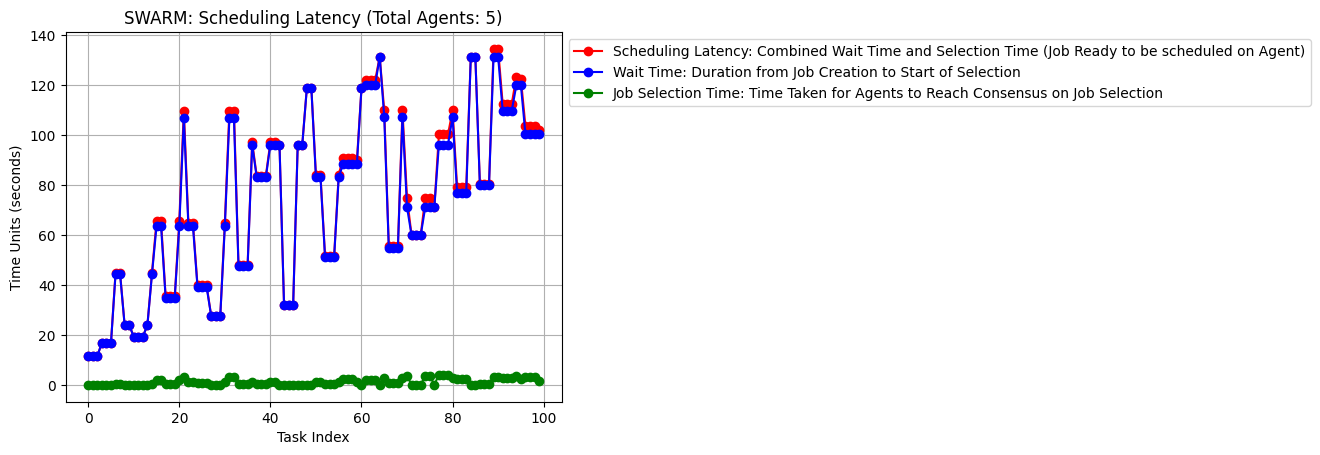 SWARM: Scheduling Latency (Total Agents: 5)
Scheduling Latency: Combined Wait Time and Selection Time (Job Ready to be scheduled on Agent)
Wait Time: Duration from Job Creation to Start of Selection
Job Selection Time: Time Taken for Agents to Reach Consensus on Job Selection
Time Units (seconds)
140
120
100
80
60
40
20
0
0 20 40 60 80 100
Task Index